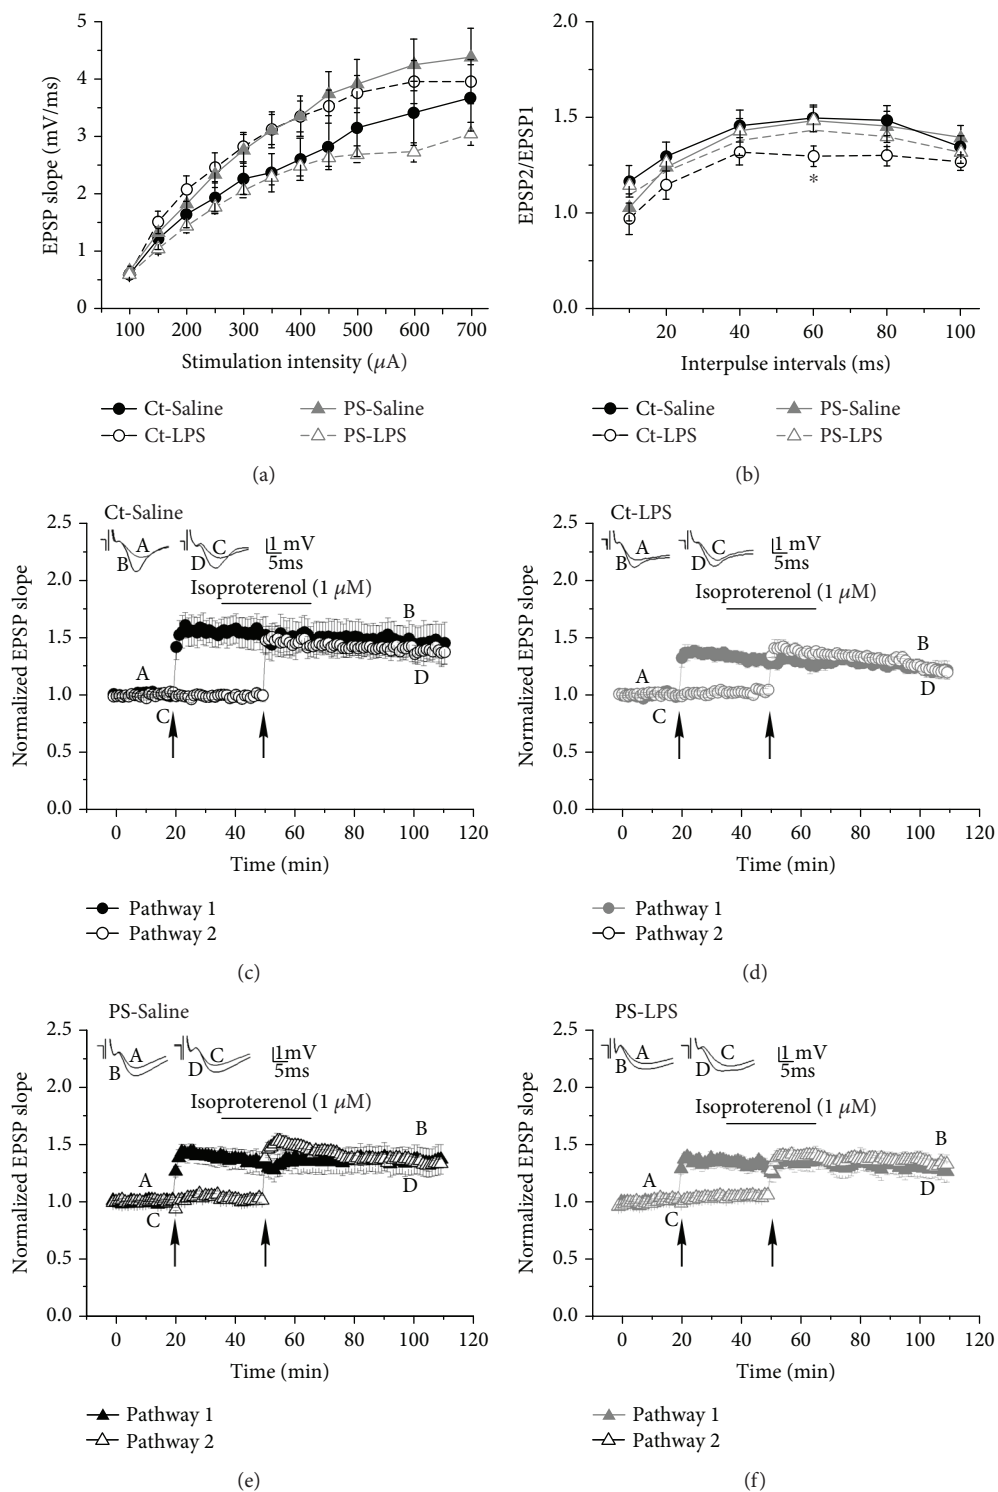 5
4
3
2
1
0
EPSP slope (mV/ms)
100 200 300 400 500 600 700
Stimulation intensity (μA)
Ct-Saline
Ct-LPS
PS-Saline
PS-LPS
(a)
2.0
1.5
1.0
0.0
EPSP2/EPSP1
*
20 40 60 80 100
Interpulse intervals (ms)
Ct-Saline
Ct-LPS
PS-Saline
PS-LPS
(b)
Ct-Saline
2.5
2.0
1.5
1.0
0.5
0.0
Normalized EPSP slope
A
B
C
D
1 mV
5ms
Isoproterenol (1 μM)
B
A
D
C
0 20 40 60 80 100 120
Time (min)
Pathway 1
Pathway 2
(c)
Ct-LPS
2.5
2.0
1.5
1.0
0.5
0.0
Normalized EPSP slope
A
B
C
D
1 mV
5ms
Isoproterenol (1 μM)
B
A
D
C
0 20 40 60 80 100 120
Time (min)
Pathway 1
Pathway 2
(d)
PS-Saline
2.5
2.0
1.5
1.0
0.5
0.0
Normalized EPSP slope
A
B
C
D
1 mV
5ms
Isoproterenol (1 μM)
B
A
D
C
0 20 40 60 80 100 120
Time (min)
Pathway 1
Pathway 2
(e)
PS-LPS
2.5
2.0
1.5
1.0
0.5
0.0
Normalized EPSP slope
A
B
C
D
1 mV
5ms
Isoproterenol (1 μM)
B
A
D
C
0 20 40 60 80 100 120
Time (min)
Pathway 1
Pathway 2
(f)